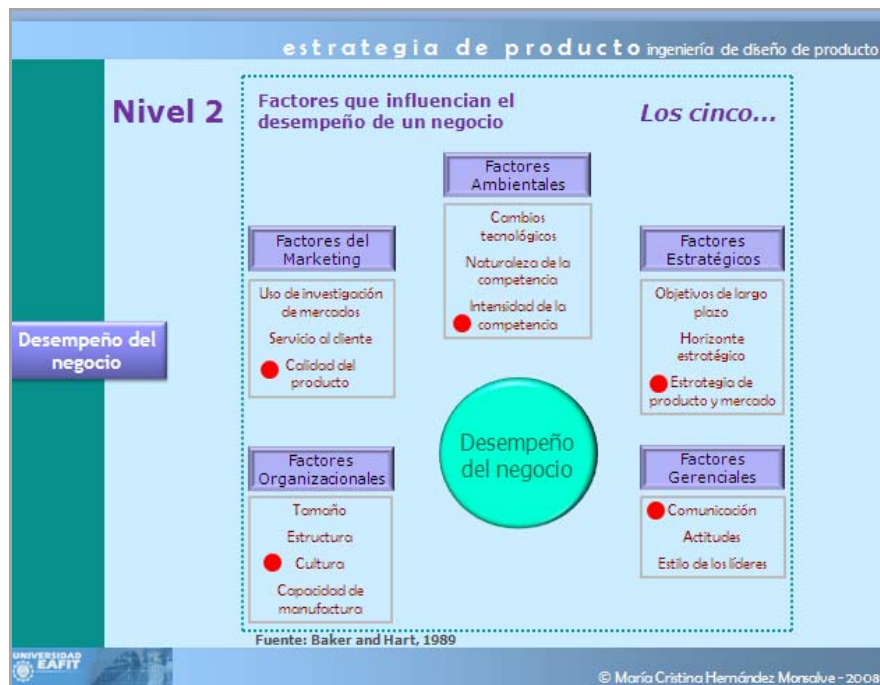 estrategia de producto ingeniería de diseño de producto
Nivel 2
Factores que influencian el
desempeño de un negocio
Los cinco...
Factores
Ambientales
Cambios
tecnológicos
Naturaleza de la
competencia
Intensidad de la
competencia
Factores del
Marketing
Uso de investigación
de mercados
Servicio al cliente
Calidad del
producto
Factores
Estratégicos
Objetivos de largo
plazo
Horizonte
estratégico
Estrategia de
producto y mercado
Desempeño del
negocio
Desempeño
del negocio
Factores
Organizacionales
Tamaño
Estructura
Cultura
Capacidad de
manufactura
Factores
Gerenciales
Comunicación
Actitudes
Estilo de los líderes
Fuente: Baker and Hart, 1989
UNIVERSIDAD
EAFIT
© María Cristina Hernández Monsalve - 2008